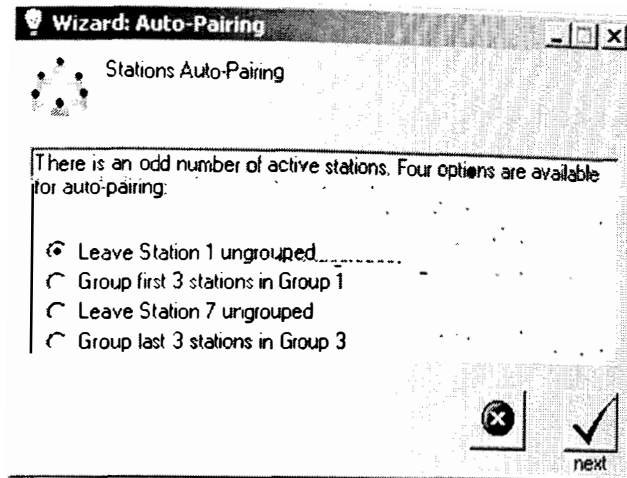 Wizard: Auto-Pairing
Stations Auto-Pairing
There is an odd number of active stations. Four options are available
for auto-pairing:
Leave Station 1 ungrouped
Group first 3 stations in Group 1
Leave Station 7 ungrouped
Group last 3 stations in Group 3
next